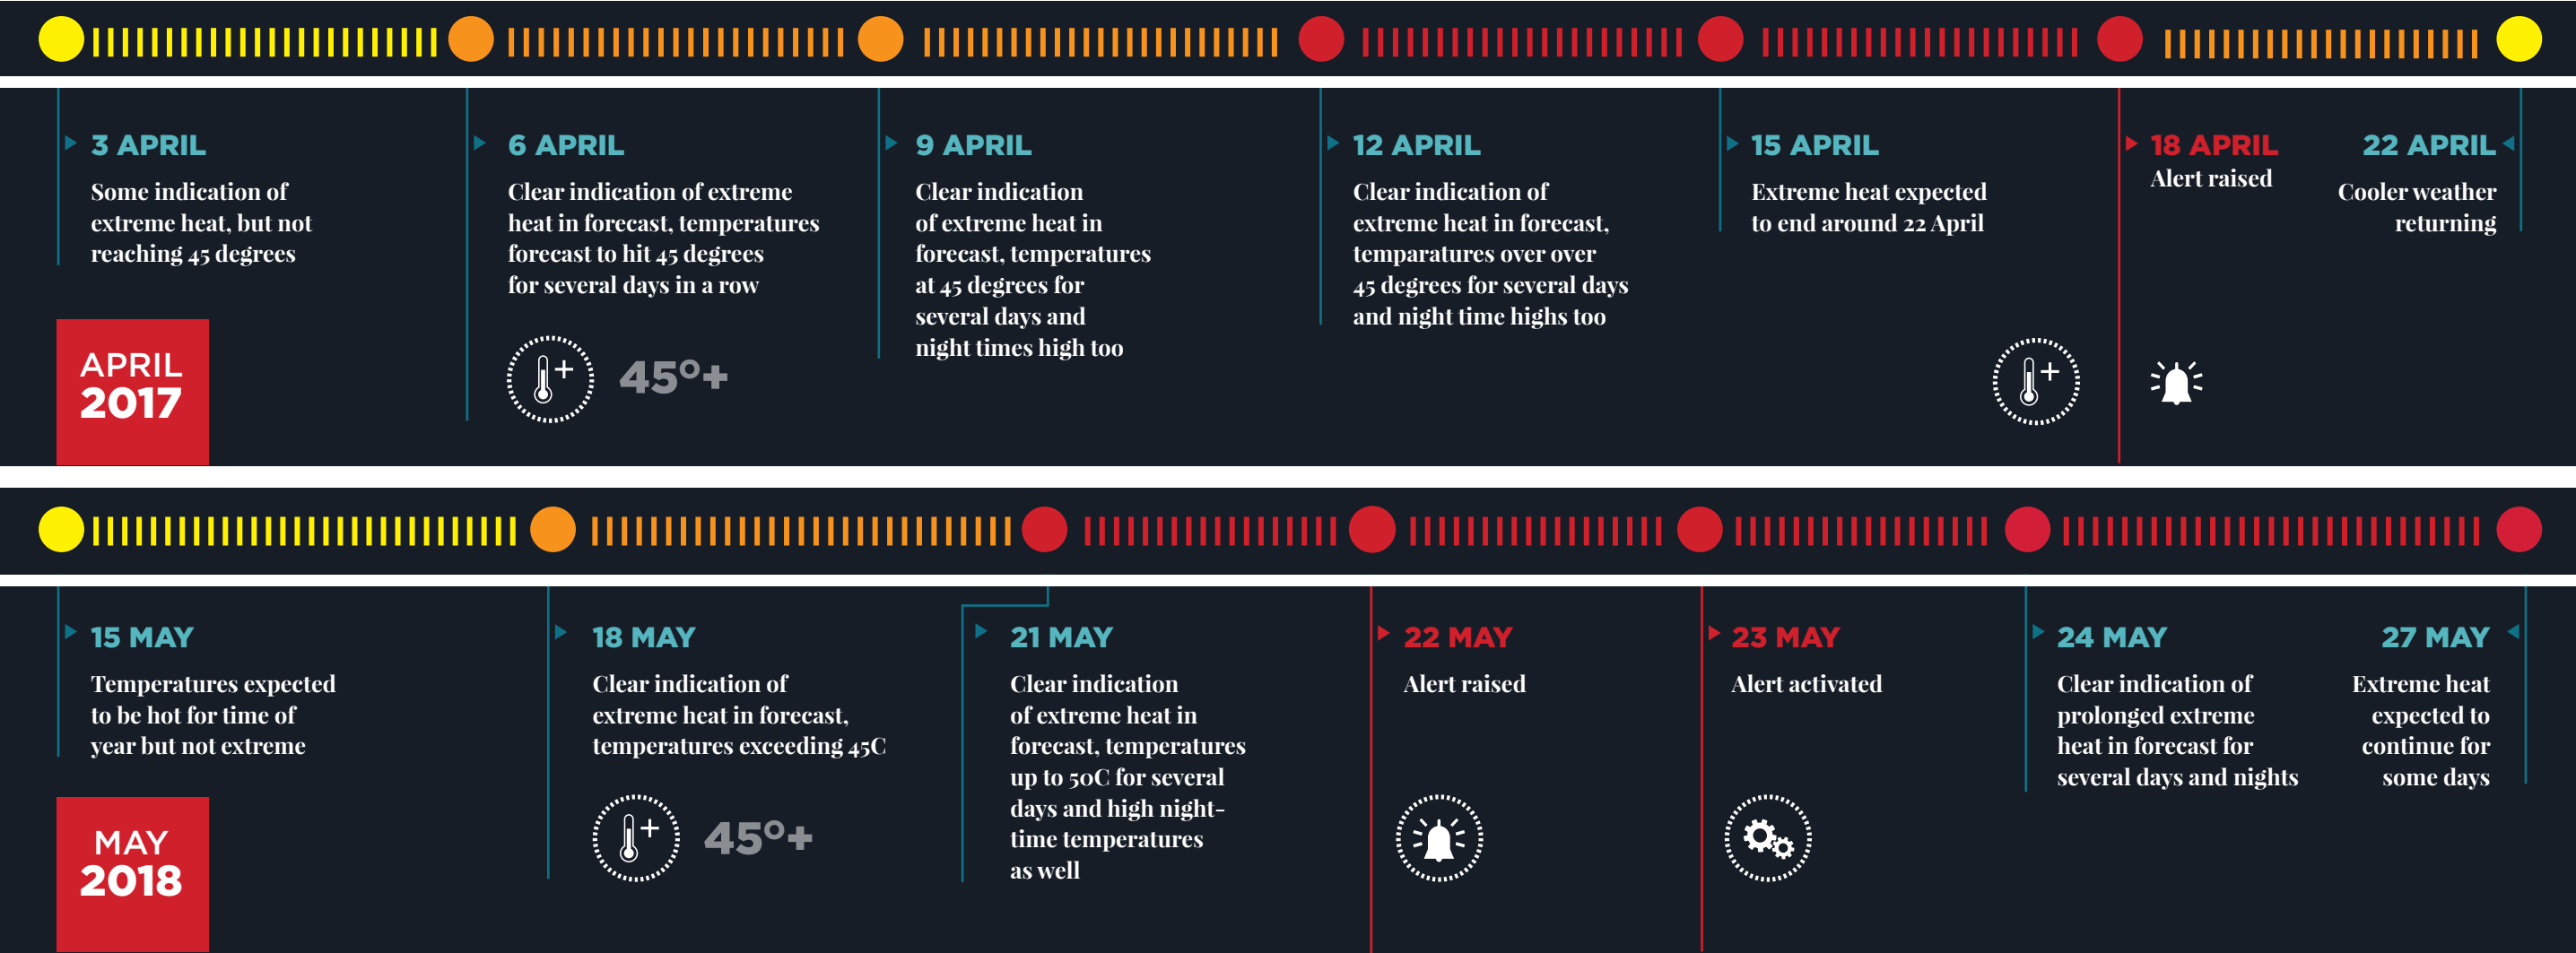 3 APRIL
Some indication of
extreme heat, but not
reaching 45 degrees
6 APRIL
Clear indication of extreme
heat in forecast, temperatures
forecast to hit 45 degrees
for several days in a row
45°+
9 APRIL
Clear indication
of extreme heat in
forecast, temperatures
at 45 degrees for
several days and
night times high too
12 APRIL
Clear indication of
extreme heat in forecast,
temparatures over over
45 degrees for several days
and night time highs too
15 APRIL
Extreme heat expected
to end around 22 April
18 APRIL
Alert raised
22 APRIL
Cooler weather
returning
APRIL
2017
15 MAY
Temperatures expected
to be hot for time of
year but not extreme
18 MAY
Clear indication of
extreme heat in forecast,
temperatures exceeding 45C
45°+
21 MAY
Clear indication
of extreme heat in
forecast, temperatures
up to 50C for several
days and high night-
time temperatures
as well
22 MAY
Alert raised
23 MAY
Alert activated
24 MAY
Clear indication of
prolonged extreme
heat in forecast for
several days and nights
27 MAY
Extreme heat
expected to
continue for
some days
MAY
2018